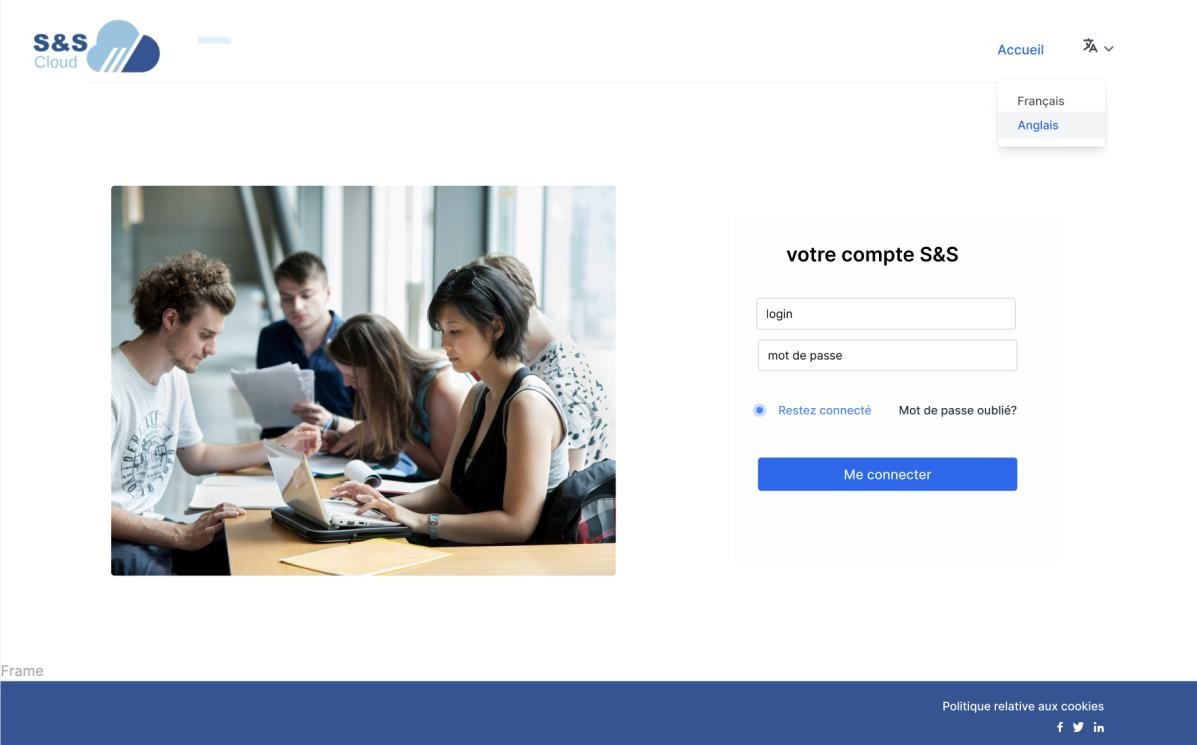 S&S
Cloud
Accueil
Français
Anglais
votre compte S&S
login
mot de passe
Restez connecté
Mot de passe oublié?
Me connecter
Frame
Politique relative aux cookies
f
in